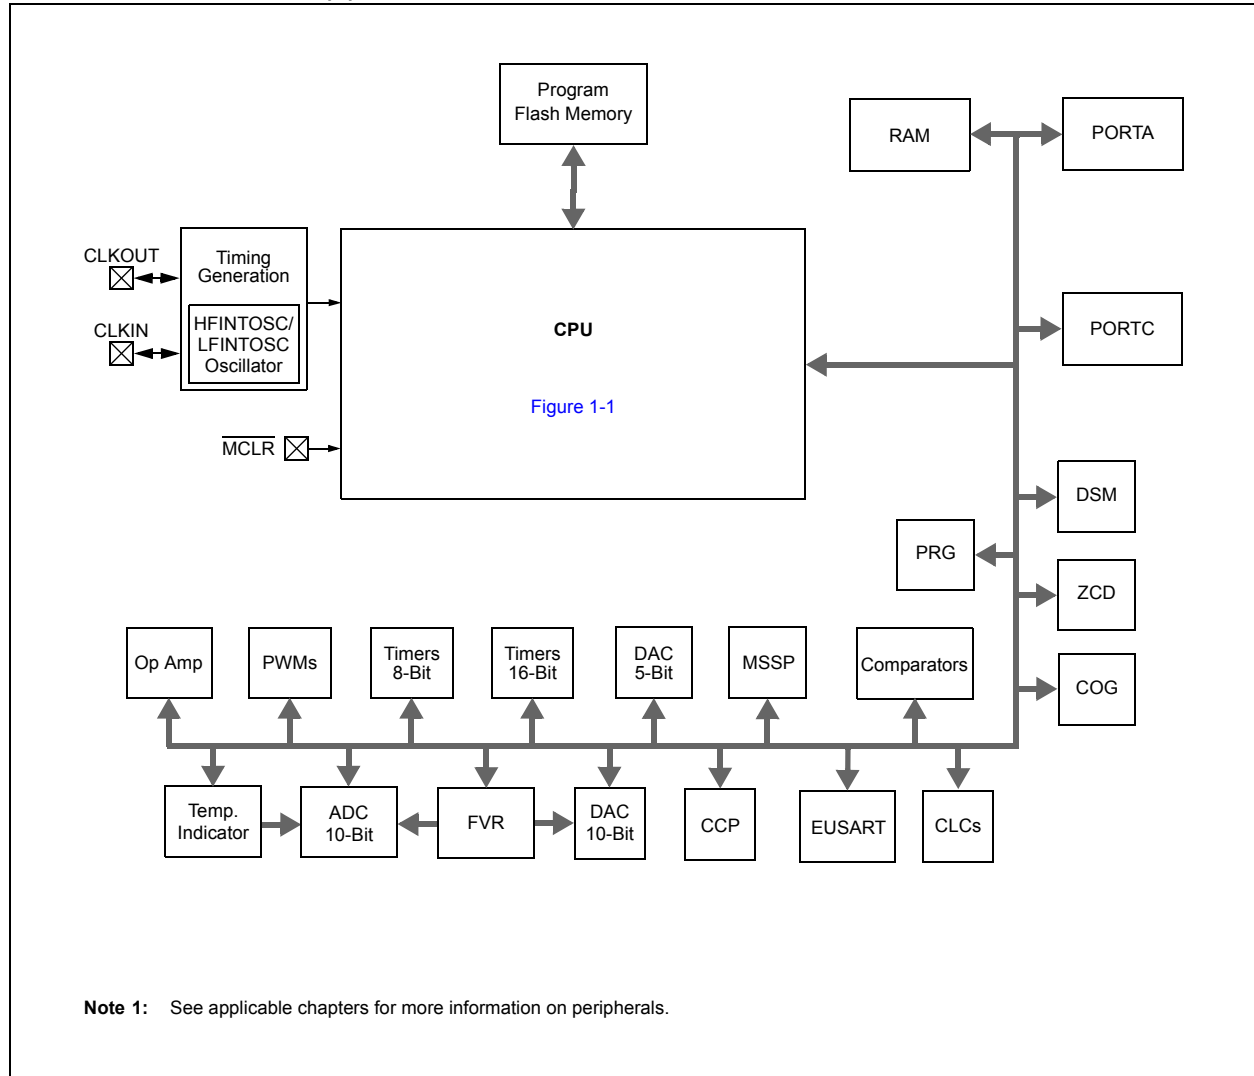 Program
Flash Memory
RAM
PORTA
CLKOUT
Timing
Generation
CLKIN
HFINTOSC/
LFINTOSC
Oscillator
CPU
PORTC
Figure 1-1
MCLR
DSM
PRG
ZCD
Op Amp
PWMs
Timers
8-Bit
Timers
16-Bit
DAC
5-Bit
MSSP
Comparators
COG
Temp.
Indicator
ADC
10-Bit
FVR
DAC
10-Bit
CCP
EUSART
CLCs
Note 1: See applicable chapters for more information on peripherals.